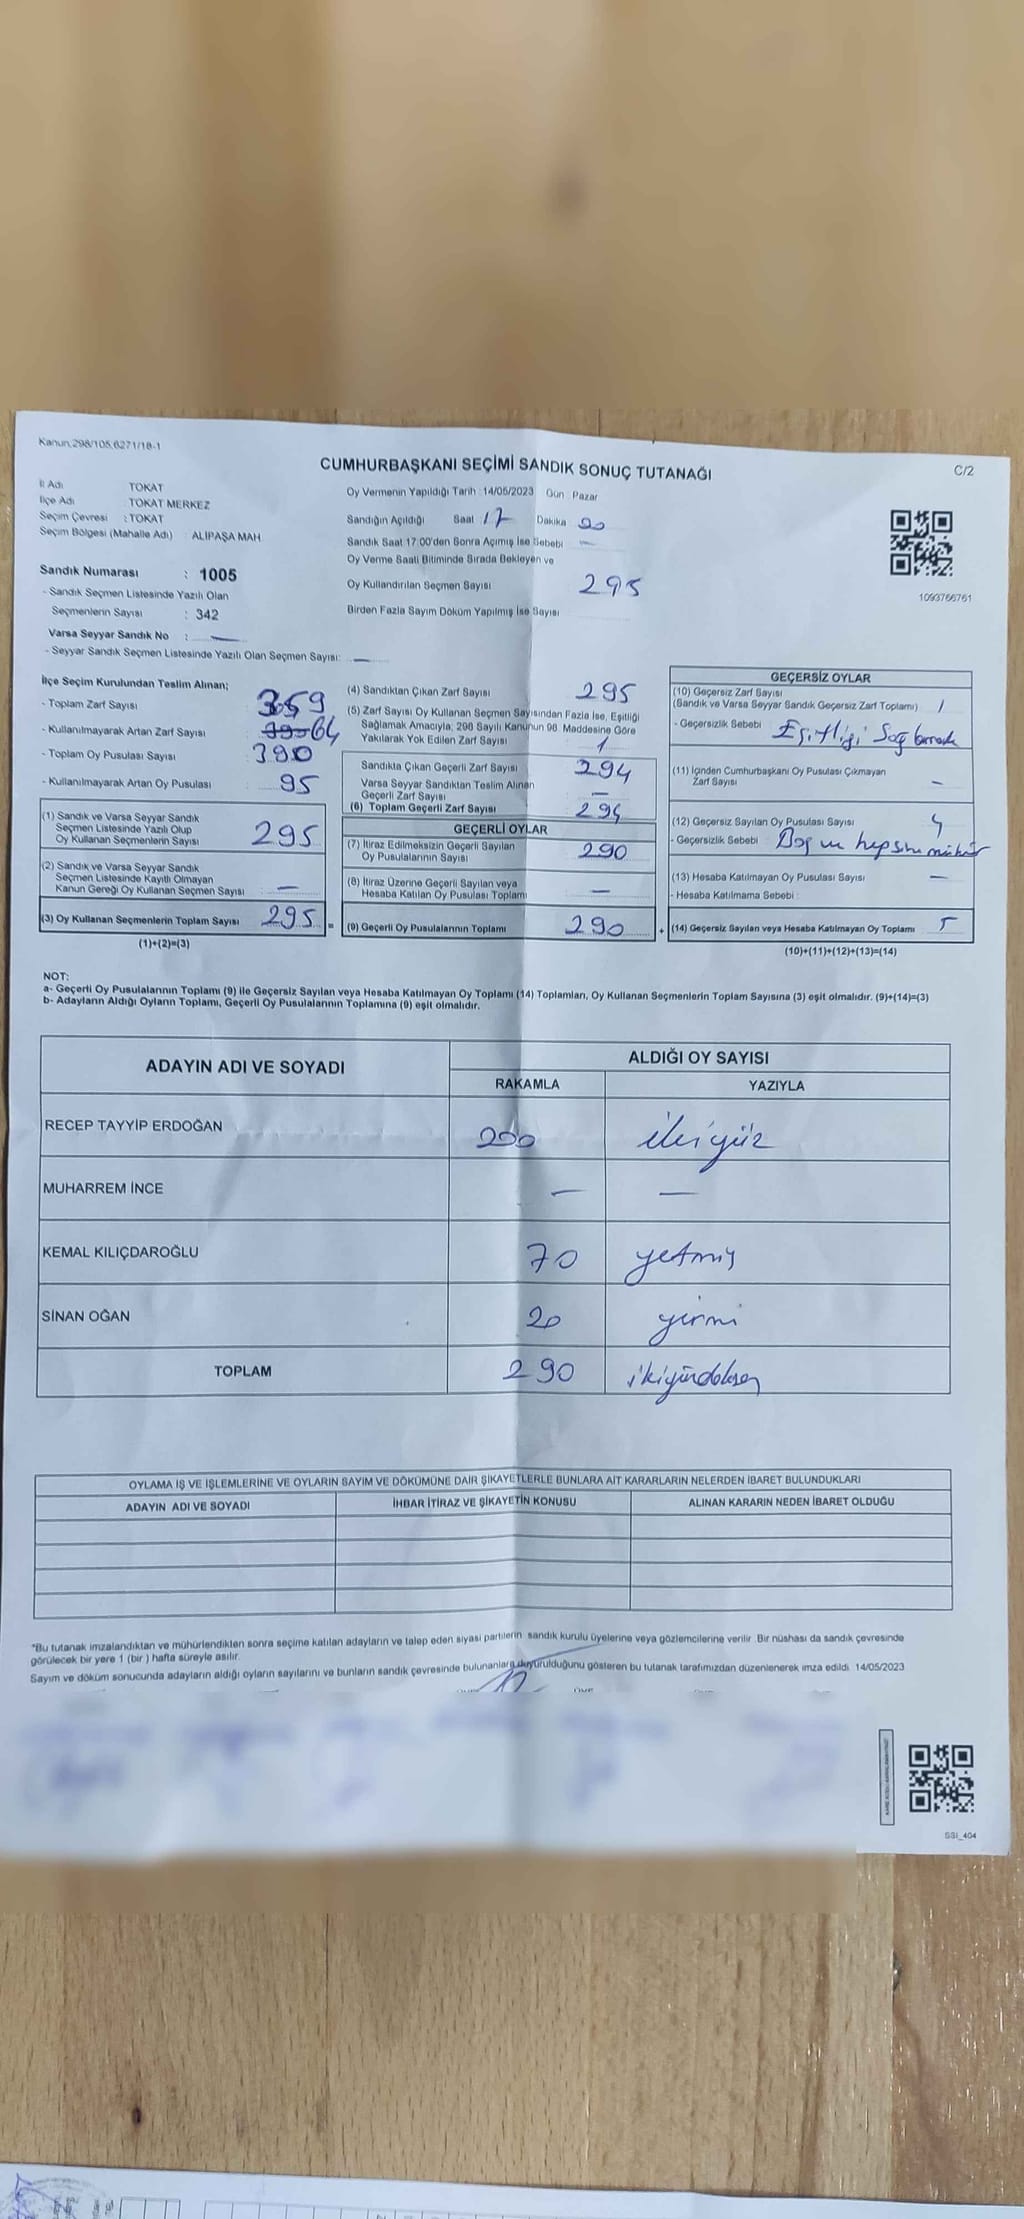 Kanun,298/105,6271/18-1
CUMHURBAŞKANI SEÇİMİ SANDIK SONUÇ TUTANAĞI
C/2
İl Adı TOKAT
İlçe Adı TOKAT MERKEZ
Seçim Çevresi : TOKAT
Seçim Bölgesi (Mahalle Adı) : ALİPAŞA MAH.
Sandık Numarası : 1005
- Sandık Seçmen Listesinde Yazılı Olan
Seçmenlerin Sayısı : 342
Varsa Seyyar Sandık No : —
- Seyyar Sandık Seçmen Listesinde Yazılı Olan Seçmen Sayısı: —
Oy Vermenin Yapıldığı Tarih : 14/05/2023 Gün : Pazar
Sandığın Açıldığı Saat 17 Dakika
Sandık Saat 17:00'den Sonra Açımış İse Sebebi —
Oy Verme Saati Bitiminde Sırada Bekleyen ve
Oy Kullandırılan Seçmen Sayısı 295
Birden Fazla Sayım Döküm Yapılmış İse Sayısı
1093766761
İlçe Seçim Kurulundan Teslim Alınan;
- Toplam Zarf Sayısı 359
- Kullanılmayarak Artan Zarf Sayısı 64
- Toplam Oy Pusulası Sayısı 390
- Kullanılmayarak Artan Oy Pusulası 95
(1) Sandık ve Varsa Seyyar Sandık
Seçmen Listesinde Yazılı Olup
Oy Kullanan Seçmenlerin Sayısı 295
(2) Sandık ve Varsa Seyyar Sandık
Seçmen Listesinde Kayıtlı Olmayan
Kanun Gereği Oy Kullanan Seçmen Sayısı —
(3) Oy Kullanan Seçmenlerin Toplam Sayısı 295 =
(1)+(2)=(3)
(4) Sandıktan Çıkan Zarf Sayısı 295
(5) Zarf Sayısı Oy Kullanan Seçmen Sayısından Fazla İse, Eşitliği
Sağlamak Amacıyla, 298 Sayılı Kanunun 98. Maddesine Göre
Yakılarak Yok Edilen Zarf Sayısı 1
Sandıkta Çıkan Geçerli Zarf Sayısı 294
Varsa Seyyar Sandıktan Teslim Alınan
Geçerli Zarf Sayısı —
(6) Toplam Geçerli Zarf Sayısı 294
GEÇERLİ OYLAR
(7) İtiraz Edilmeksizin Geçerli Sayılan
Oy Pusulalarının Sayısı 290
(8) İtiraz Üzerine Geçerli Sayılan veya
Hesaba Katılan Oy Pusulası Toplamı —
(9) Geçerli Oy Pusulalarının Toplamı 290 +
GEÇERSİZ OYLAR
(10) Geçersiz Zarf Sayısı
(Sandık ve Varsa Seyyar Sandık Geçersiz Zarf Toplamı) 1
- Geçersizlik Sebebi Eşitliği
(11) İçinden Cumhurbaşkanı Oy Pusulası Çıkmayan
Zarf Sayısı —
(12) Geçersiz Sayılan Oy Pusulası Sayısı 4
- Geçersizlik Sebebi Boş ve hepsine mühür
(13) Hesaba Katılmayan Oy Pusulası Sayısı —
- Hesaba Katılmama Sebebi
(14) Geçersiz Sayılan veya Hesaba Katılmayan Oy Toplamı 5
(10)+(11)+(12)+(13)=(14)
NOT:
a- Geçerli Oy Pusulalarının Toplamı (9) ile Geçersiz Sayılan veya Hesaba Katılmayan Oy Toplamı (14) Toplamları, Oy Kullanan Seçmenlerin Toplam Sayısına (3) eşit olmalıdır. (9)+(14)=(3)
b- Adayların Aldığı Oyların Toplamı, Geçerli Oy Pusulalarının Toplamına (9) eşit olmalıdır.
ADAYIN ADI VE SOYADI ALDIĞI OY SAYISI
RAKAMLA YAZIYLA
RECEP TAYYİP ERDOĞAN 200 ikiyüz
MUHARREM İNCE — —
KEMAL KILIÇDAROĞLU 70 yetmiş
SİNAN OĞAN 20 yirmi
TOPLAM 290 ikiyüzdoksan
OYLAMA İŞ VE İŞLEMLERİNE VE OYLARIN SAYIM VE DÖKÜMÜNE DAİR ŞİKAYETLERLE BUNLARA AİT KARARLARIN NELERDEN İBARET BULUNDUKLARI
ADAYIN ADI VE SOYADI İHBAR İTİRAZ VE ŞİKAYETİN KONUSU ALINAN KARARIN NEDEN İBARET OLDUĞU
*Bu tutanak imzalandıktan ve mühürlendikten sonra seçime katılan adayların ve talep eden siyasi partilerin sandık kurulu üyelerine veya gözlemcilerine verilir. Bir nüshası da sandık çevresinde
görülecek bir yere 1 (bir ) hafta süreyle asılır.
Sayım ve döküm sonucunda adayların aldığı oyların sayılarını ve bunların sandık çevresinde bulunanlara duyurulduğunu gösteren bu tutanak tarafımızdan düzenlenerek imza edildi. 14/05/2023
SSI_404